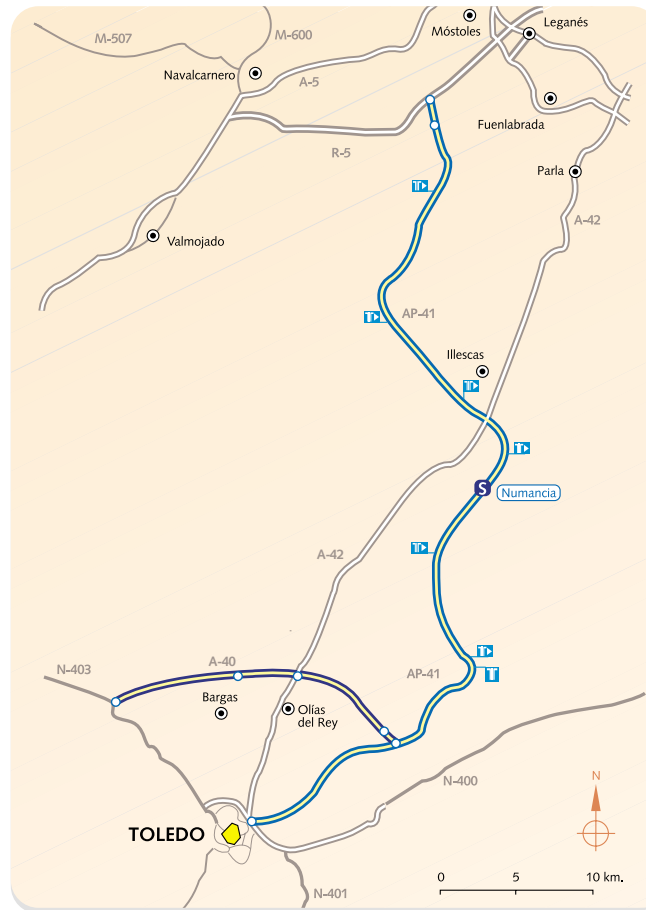 Leganés
Móstoles
M-507
M-600
Navalcarnero
A-5
Fuenlabrada
R-5
Parla
T
A-42
Valmojado
T
AP-41
Illescas
T
T
S
Numancia
T
A-42
T
N-403
A-40
AP-41
T
Bargas
Olías
del Rey
N-400
N
TOLEDO
0
5
10 km.
N-401